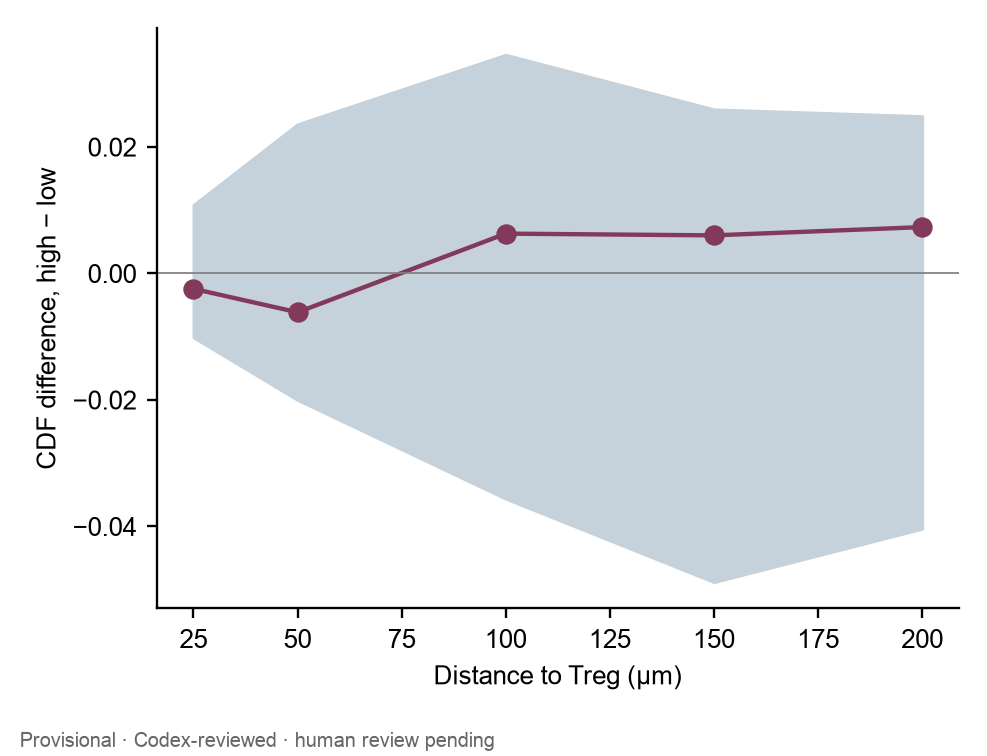 0.02
0.00
−0.02
−0.04
CDF difference, high − low
25 50 75 100 125 150 175 200
Distance to Treg (μm)
Provisional · Codex-reviewed · human review pending